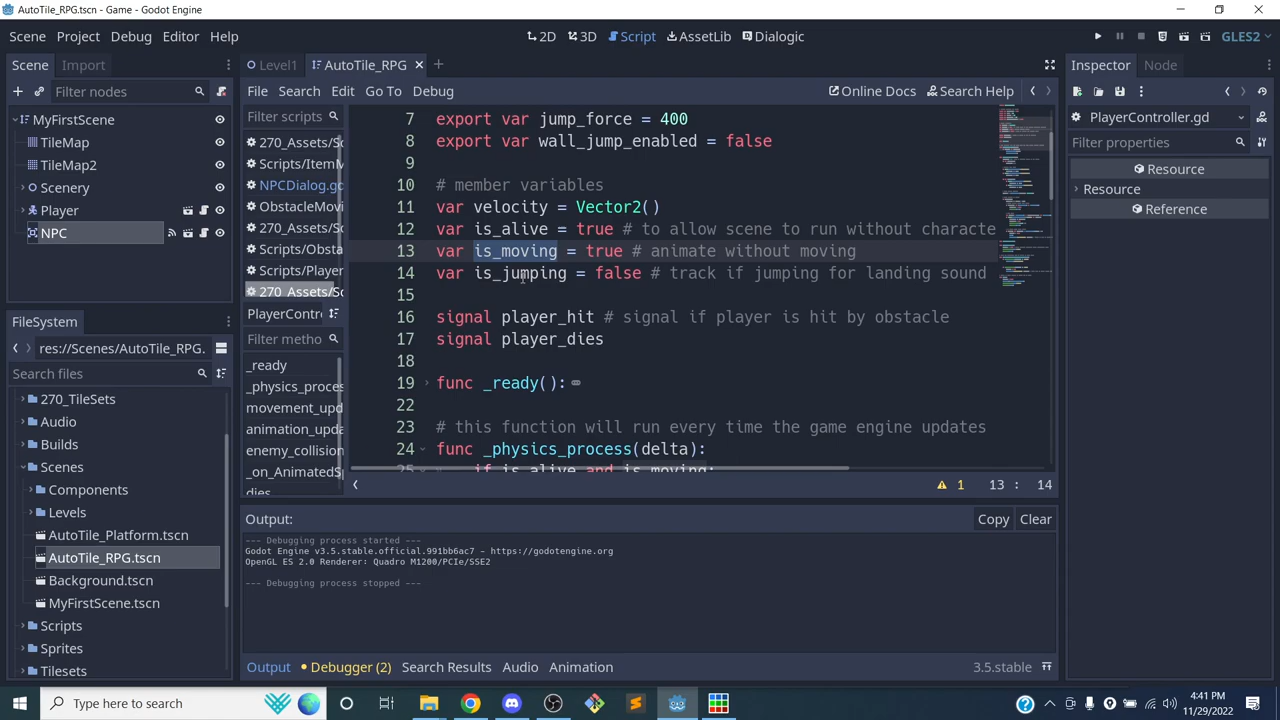 AutoTile_RPG.tscn - Game - Godot Engine
Scene Project Debug Editor Help
2D 3D Script AssetLib Dialogic
GLES2
Scene Import
Filter nodes
MyFirstScene
TileMap
TileMap2
Scenery
Player
NPC
FileSystem
res://Scenes/AutoTile_RPG.
Search files
270_TileSets
Audio
Builds
Scenes
Components
Levels
AutoTile_Platform.tscn
AutoTile_RPG.tscn
Background.tscn
MyFirstScene.tscn
Scripts
Sprites
Tilesets
Level1 AutoTile_RPG
File Search Edit Go To Debug
Online Docs Search Help
Filter scripts
270_Assets/S
Scripts/ItemM
NPCDialog.gd
ObstacleMovi
270_Assets/S
Scripts/Player
270_Assets/Sc
PlayerContro
Filter metho
_ready
_physics_proces
movement_upd
animation_upda
enemy_collision
_on_AnimatedSp
dies
7 export var jump_force = 400
8 export var wall_jump_enabled = false
9
10 # member variables
11 var velocity = Vector2()
12 var is_alive = true # to allow scene to run without characte
13 var is_moving = true # animate without moving
14 var is_jumping = false # track if jumping for landing sound
15
16 signal player_hit # signal if player is hit by obstacle
17 signal player_dies
18
19 func _ready():
22
23 # this function will run every time the game engine updates
24 func _physics_process(delta):
25 if is_alive and is_moving:
1 13 : 14
Output:
Copy Clear
--- Debugging process started ---
Godot Engine v3.5.stable.official.991bb6ac7 - https://godotengine.org
OpenGL ES 2.0 Renderer: Quadro M1200/PCIe/SSE2
--- Debugging process stopped ---
Output Debugger (2) Search Results Audio Animation
3.5.stable
Inspector Node
PlayerController.gd
Filter properties
Resource
Resource
Reference
Type here to search
4:41 PM
11/29/2022